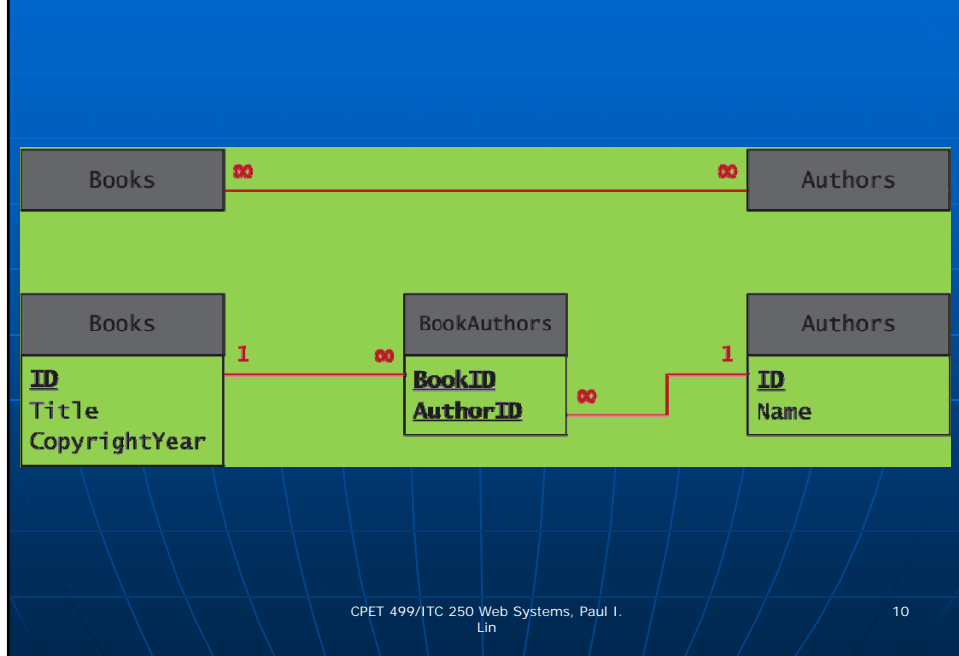 Books ∞ ∞ Authors
Books BookAuthors Authors
1 ∞ 1
ID BookID ID
∞
Title AuthorID Name
CopyrightYear
CPET 499/ITC 250 Web Systems, Paul I.
Lin
10